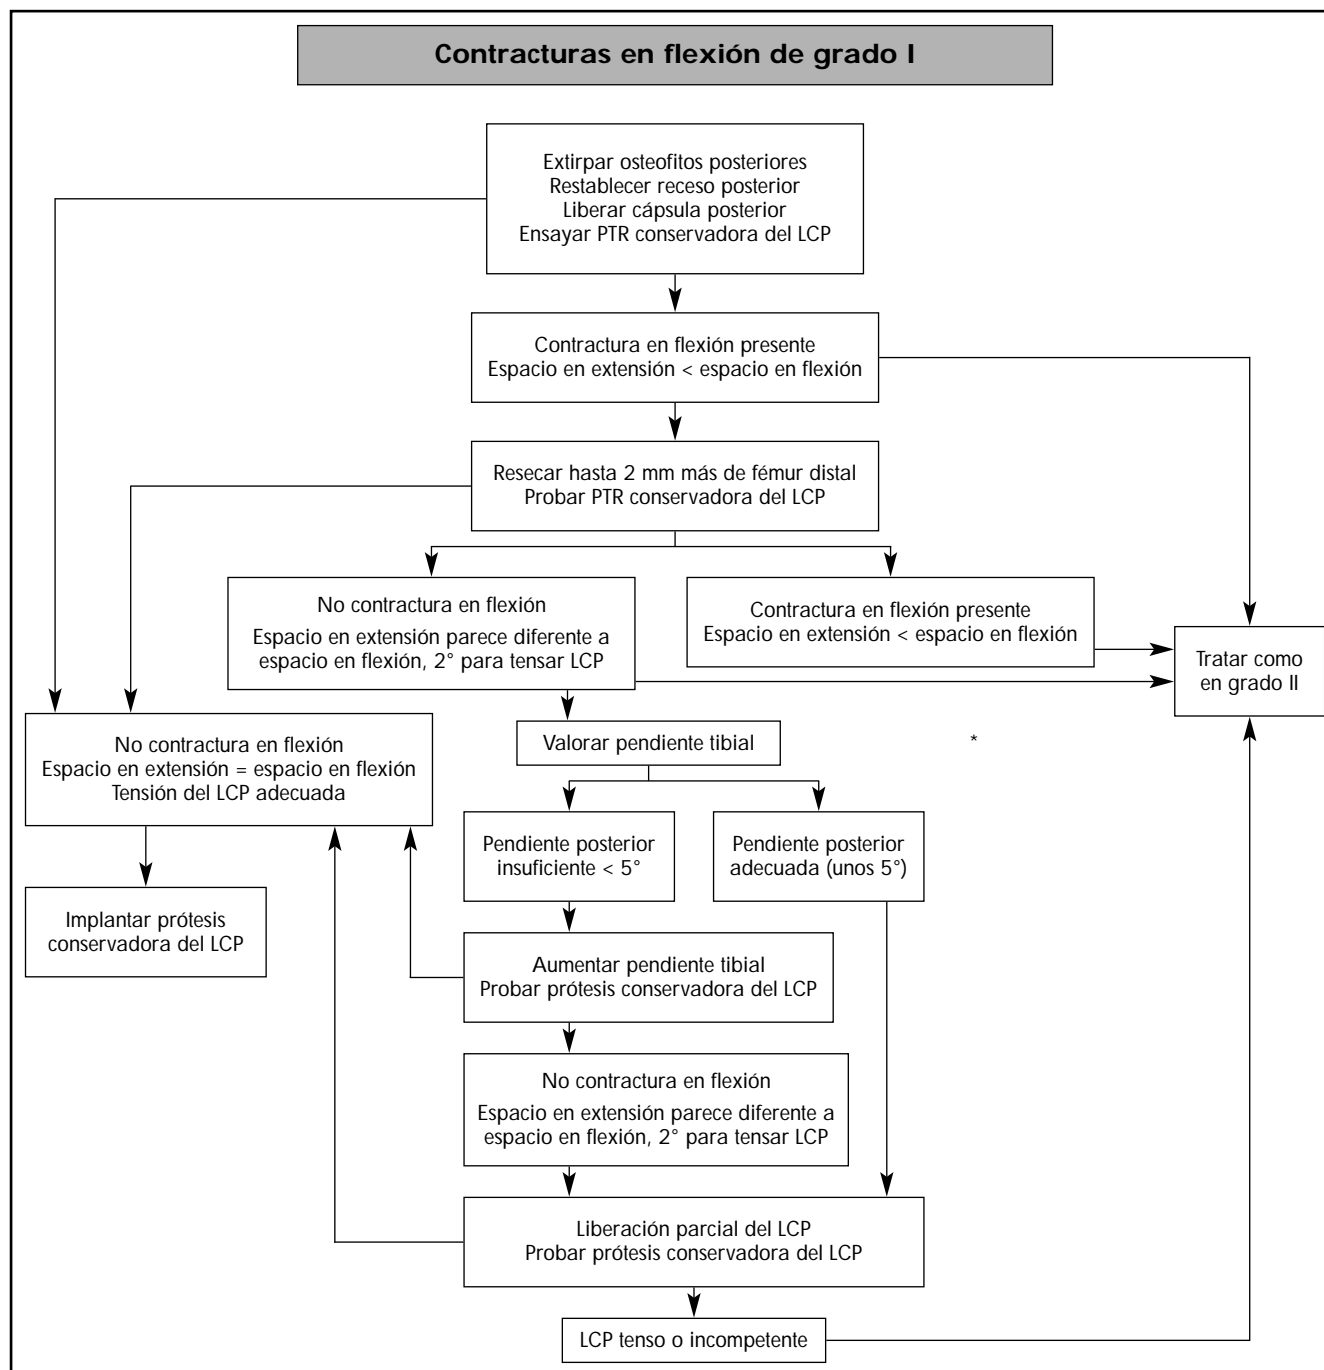 Contracturas en flexión de grado I
Extirpar osteofitos posteriores
Restablecer receso posterior
Liberar cápsula posterior
Ensayar PTR conservadora del LCP
Contractura en flexión presente
Espacio en extensión < espacio en flexión
Resecar hasta 2 mm más de fémur distal
Probar PTR conservadora del LCP
No contractura en flexión
Espacio en extensión parece diferente a
espacio en flexión, 2° para tensar LCP
Contractura en flexión presente
Espacio en extensión < espacio en flexión
Tratar como
en grado II
No contractura en flexión
Espacio en extensión = espacio en flexión
Tensión del LCP adecuada
Valorar pendiente tibial
*
Pendiente posterior
insuficiente < 5°
Pendiente posterior
adecuada (unos 5°)
Implantar prótesis
conservadora del LCP
Aumentar pendiente tibial
Probar prótesis conservadora del LCP
No contractura en flexión
Espacio en extensión parece diferente a
espacio en flexión, 2° para tensar LCP
Liberación parcial del LCP
Probar prótesis conservadora del LCP
LCP tenso o incompetente